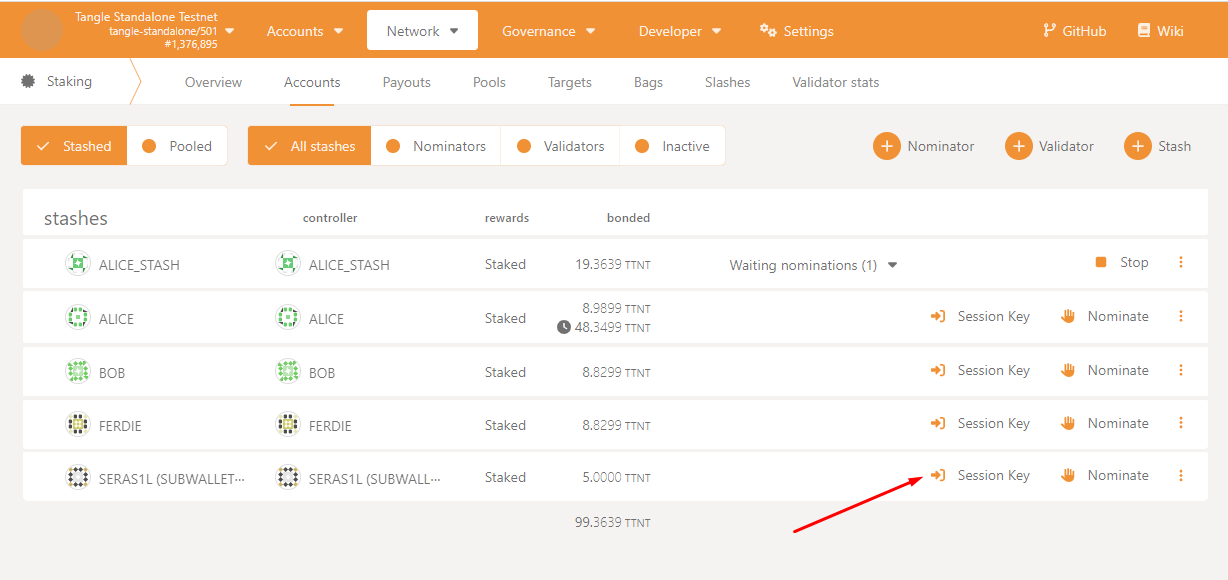 Tangle Standalone Testnet
tangle-standalone/501
#1,376,895
Accounts
Network
Governance
Developer
Settings
GitHub
Wiki
Staking
Overview
Accounts
Payouts
Pools
Targets
Bags
Slashes
Validator stats
Stashed
Pooled
All stashes
Nominators
Validators
Inactive
Nominator
Validator
Stash
stashes controller rewards bonded
ALICE_STASH ALICE_STASH Staked 19.3639 TTNT Waiting nominations (1) Stop
ALICE ALICE Staked 8.9899 TTNT Session Key Nominate
48.3499 TTNT
BOB BOB Staked 8.8299 TTNT Session Key Nominate
FERDIE FERDIE Staked 8.8299 TTNT Session Key Nominate
SERAS1L (SUBWALLET··· SERAS1L (SUBWALL··· Staked 5.0000 TTNT Session Key Nominate
99.3639 TTNT